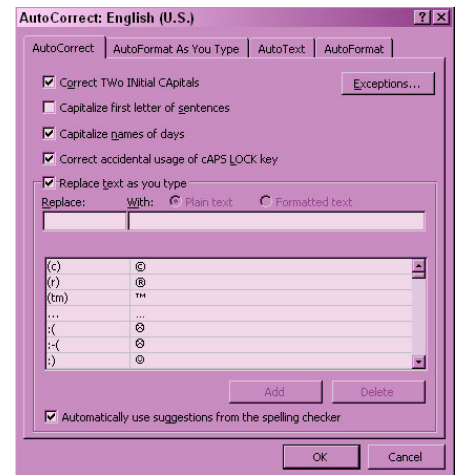 AutoCorrect: English (U.S.)
AutoCorrect AutoFormat As You Type AutoText AutoFormat
Correct TWo INitial CApitals Exceptions...
Capitalize first letter of sentences
Capitalize names of days
Correct accidental usage of cAPS LOCK key
Replace text as you type
Replace: With: Plain text Formatted text
(c) ©
(r) ®
(tm) ™
... …
:( ☹
:-( ☹
:) ☺
Add Delete
Automatically use suggestions from the spelling checker
OK Cancel